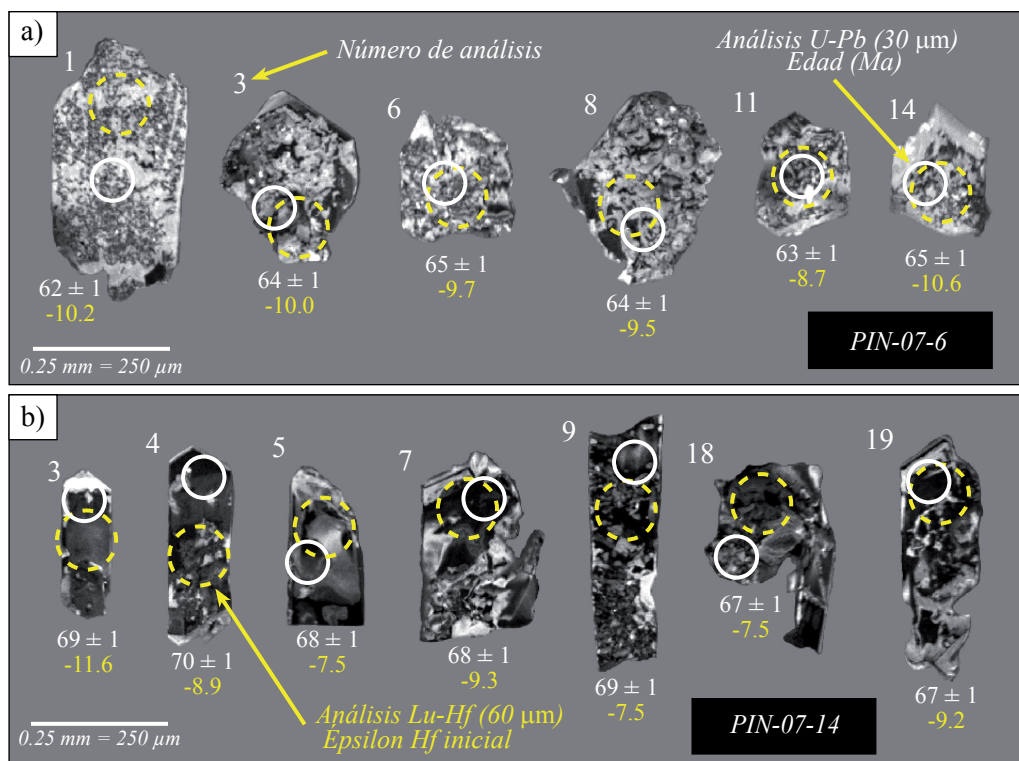 a)
Número de análisis
Análisis U-Pb (30 μm)
Edad (Ma)
1
3
6
8
11
14
62 ± 1
-10.2
64 ± 1
-10.0
65 ± 1
-9.7
64 ± 1
-9.5
63 ± 1
-8.7
65 ± 1
-10.6
0.25 mm = 250 µm
PIN-07-6
b)
3
4
5
7
9
18
19
69 ± 1
-11.6
70 ± 1
-8.9
68 ± 1
-7.5
68 ± 1
-9.3
69 ± 1
-7.5
67 ± 1
-7.5
67 ± 1
-9.2
Análisis Lu-Hf (60 μm)
Épsilon Hf inicial
0.25 mm = 250 µm
PIN-07-14